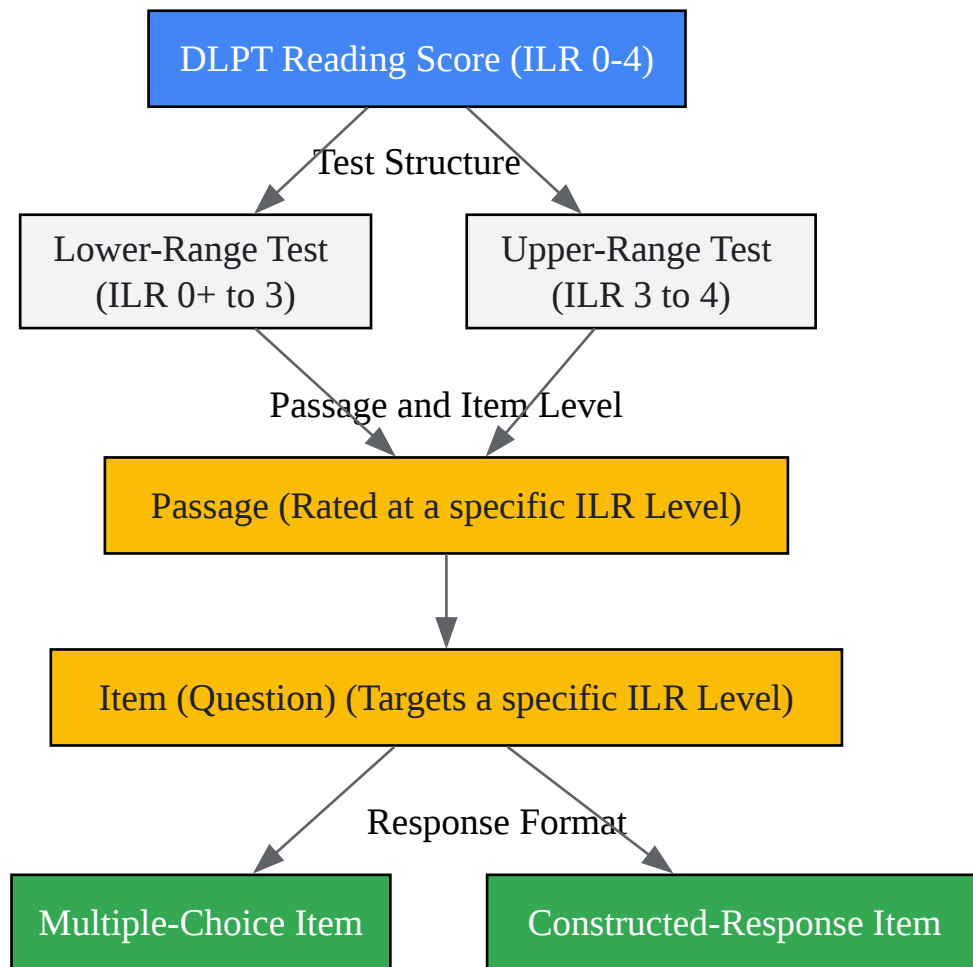 DLPT Reading Score (ILR 0-4)
Test Structure
Lower-Range Test
(ILR 0+ to 3)
Upper-Range Test
(ILR 3 to 4)
Passage and Item Level
Passage (Rated at a specific ILR Level)
Item (Question) (Targets a specific ILR Level)
Response Format
Multiple-Choice Item
Constructed-Response Item